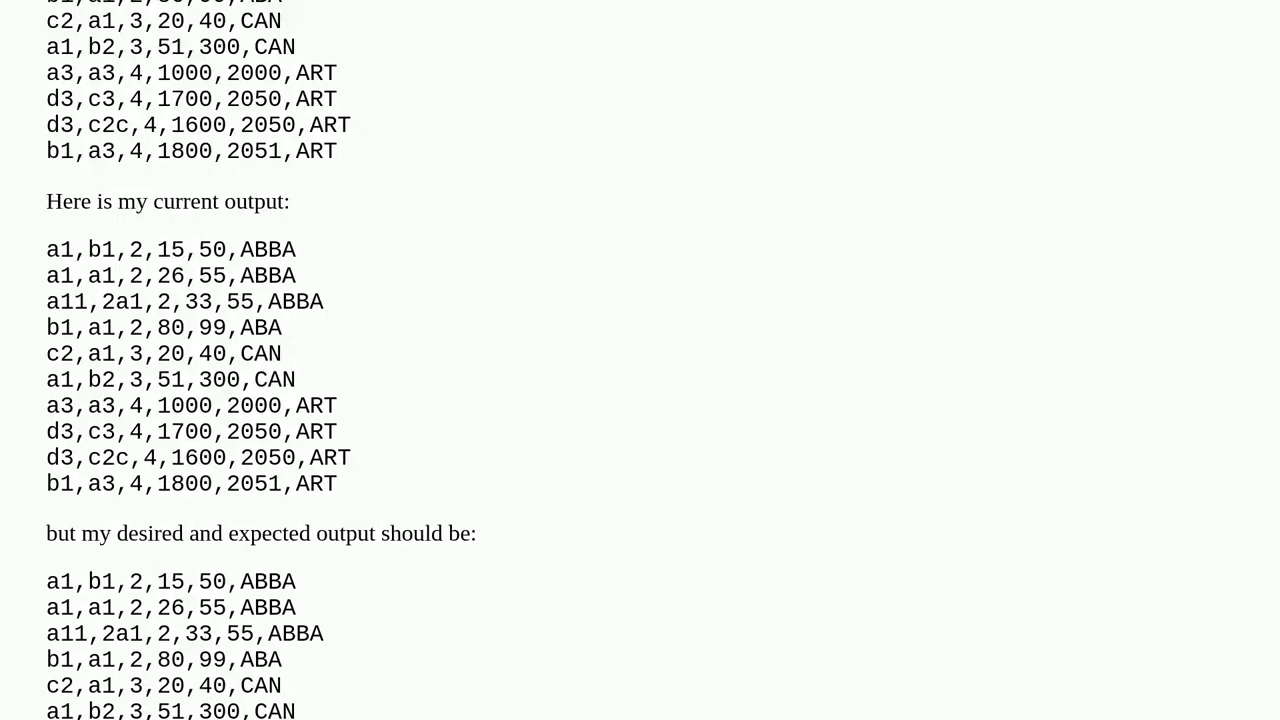 c2,a1,3,20,40,CAN
a1,b2,3,51,300,CAN
a3,a3,4,1000,2000,ART
d3,c3,4,1700,2050,ART
d3,c2c,4,1600,2050,ART
b1,a3,4,1800,2051,ART
Here is my current output:
a1,b1,2,15,50,ABBA
a1,a1,2,26,55,ABBA
a11,2a1,2,33,55,ABBA
b1,a1,2,80,99,ABA
c2,a1,3,20,40,CAN
a1,b2,3,51,300,CAN
a3,a3,4,1000,2000,ART
d3,c3,4,1700,2050,ART
d3,c2c,4,1600,2050,ART
b1,a3,4,1800,2051,ART
but my desired and expected output should be:
a1,b1,2,15,50,ABBA
a1,a1,2,26,55,ABBA
a11,2a1,2,33,55,ABBA
b1,a1,2,80,99,ABA
c2,a1,3,20,40,CAN
a1,b2,3,51,300,CAN